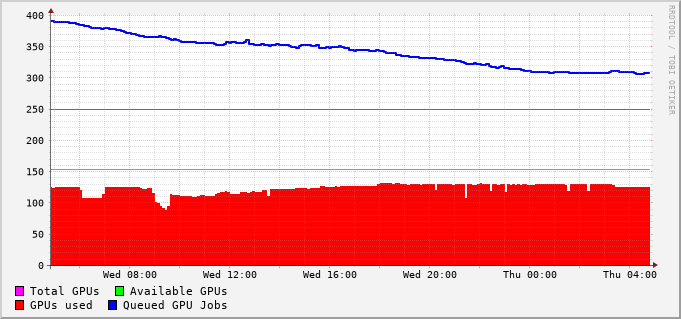 400
350
300
250
200
150
100
50
0
Wed 08:00 Wed 12:00 Wed 16:00 Wed 20:00 Thu 00:00 Thu 04:00
Total GPUs Available GPUs
GPUs used Queued GPU Jobs
RRDTOOL / TOBI OETIKER